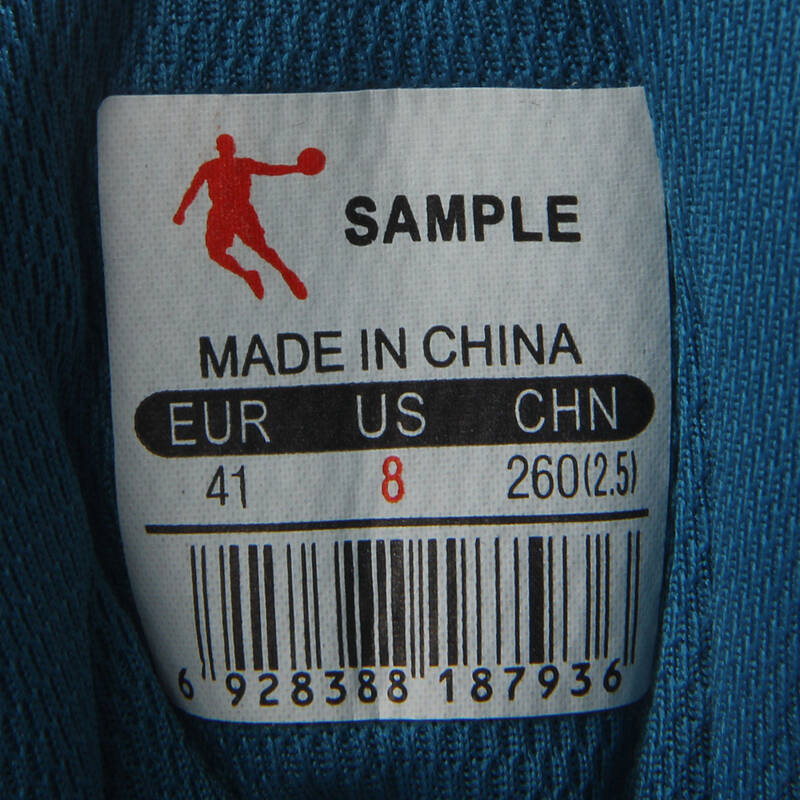 SAMPLE
MADE IN CHINA
EUR US CHN
41 8 260(2.5)
6 928388 187936